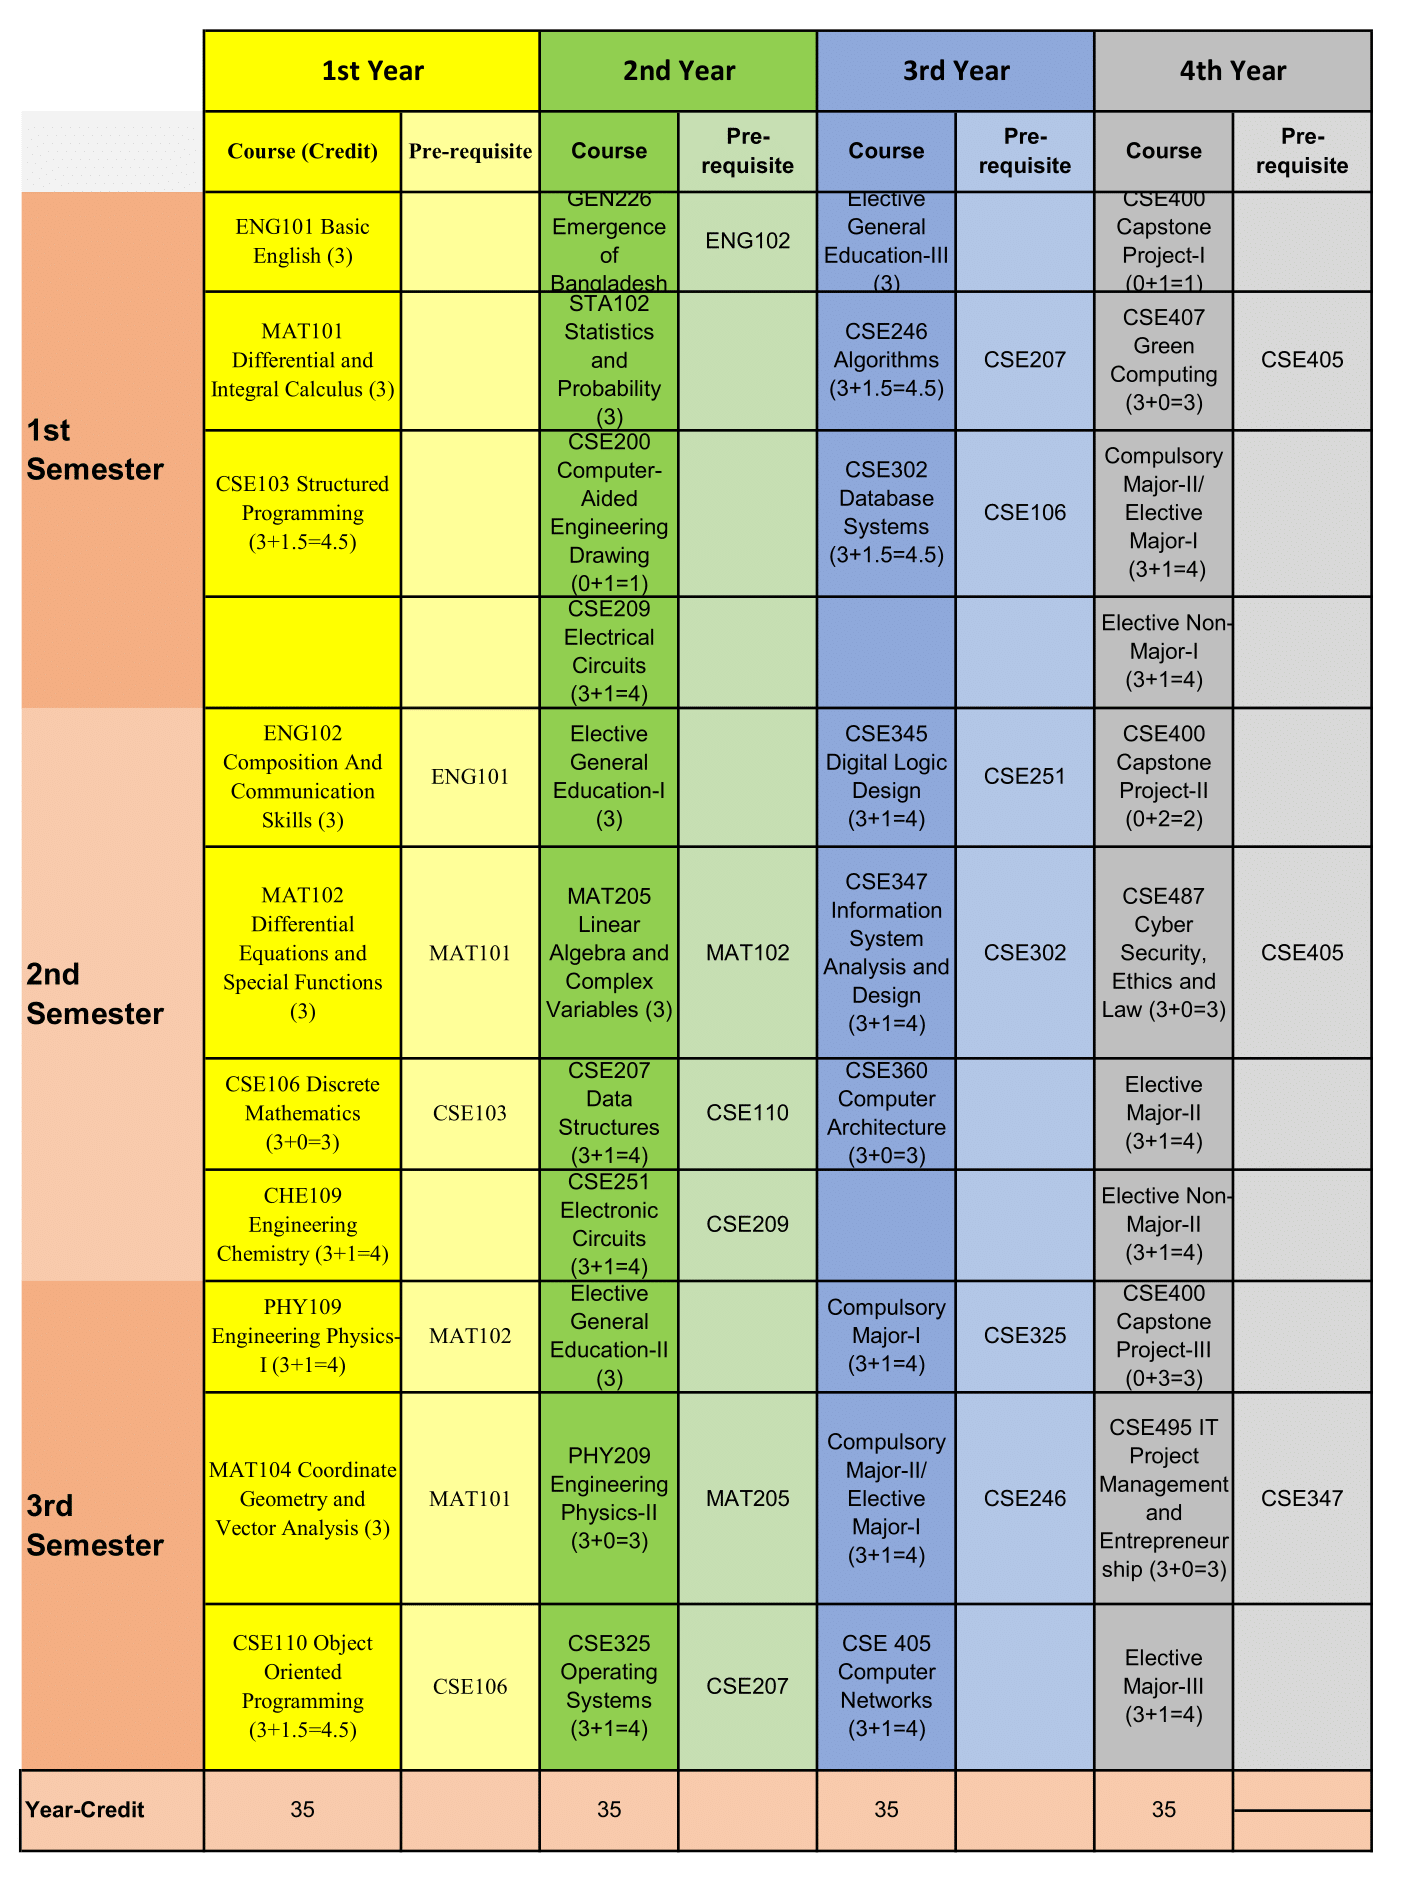 1st Year
2nd Year
3rd Year
4th Year
Course (Credit)
Pre-requisite
Course
Pre-
requisite
Course
Pre-
requisite
Course
Pre-
requisite
1st
Semester
ENG101 Basic
English (3)
GEN226
Emergence
of
Bangladesh
ENG102
Elective
General
Education-III
(3)
CSE400
Capstone
Project-I
(0+1=1)
MAT101
Differential and
Integral Calculus (3)
STA102
Statistics
and
Probability
(3)
CSE246
Algorithms
(3+1.5=4.5)
CSE207
CSE407
Green
Computing
(3+0=3)
CSE405
CSE103 Structured
Programming
(3+1.5=4.5)
CSE200
Computer-
Aided
Engineering
Drawing
(0+1=1)
CSE302
Database
Systems
(3+1.5=4.5)
CSE106
Compulsory
Major-II/
Elective
Major-I
(3+1=4)
CSE209
Electrical
Circuits
(3+1=4)
Elective Non-
Major-I
(3+1=4)
2nd
Semester
ENG102
Composition And
Communication
Skills (3)
ENG101
Elective
General
Education-I
(3)
CSE345
Digital Logic
Design
(3+1=4)
CSE251
CSE400
Capstone
Project-II
(0+2=2)
MAT102
Differential
Equations and
Special Functions
(3)
MAT101
MAT205
Linear
Algebra and
Complex
Variables (3)
MAT102
CSE347
Information
System
Analysis and
Design
(3+1=4)
CSE302
CSE487
Cyber
Security,
Ethics and
Law (3+0=3)
CSE405
CSE106 Discrete
Mathematics
(3+0=3)
CSE103
CSE207
Data
Structures
(3+1=4)
CSE110
CSE360
Computer
Architecture
(3+0=3)
Elective
Major-II
(3+1=4)
CHE109
Engineering
Chemistry (3+1=4)
CSE251
Electronic
Circuits
(3+1=4)
CSE209
Elective Non-
Major-II
(3+1=4)
3rd
Semester
PHY109
Engineering Physics-
I (3+1=4)
MAT102
Elective
General
Education-II
(3)
Compulsory
Major-I
(3+1=4)
CSE325
CSE400
Capstone
Project-III
(0+3=3)
MAT104 Coordinate
Geometry and
Vector Analysis (3)
MAT101
PHY209
Engineering
Physics-II
(3+0=3)
MAT205
Compulsory
Major-II/
Elective
Major-I
(3+1=4)
CSE246
CSE495 IT
Project
Management
and
Entrepreneur
ship (3+0=3)
CSE347
CSE110 Object
Oriented
Programming
(3+1.5=4.5)
CSE106
CSE325
Operating
Systems
(3+1=4)
CSE207
CSE 405
Computer
Networks
(3+1=4)
Elective
Major-III
(3+1=4)
Year-Credit
35
35
35
35